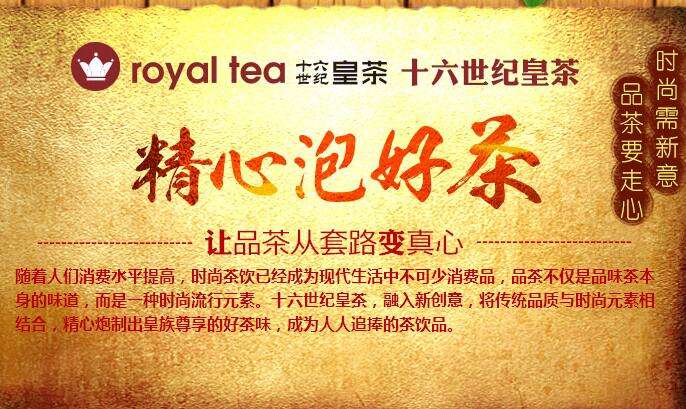 royal tea 十六世纪皇茶 十六世纪皇茶
时尚需新意
品茶要走心
精心泡好茶
让品茶从套路变真心
随着人们消费水平提高，时尚茶饮已经成为现代生活中不可少消费品，品茶不仅是品味茶本
身的味道，而是一种时尚流行元素。十六世纪皇茶，融入新创意，将传统品质与时尚元素相
结合，精心炮制出皇族尊享的好茶味，成为人人追捧的茶饮品。